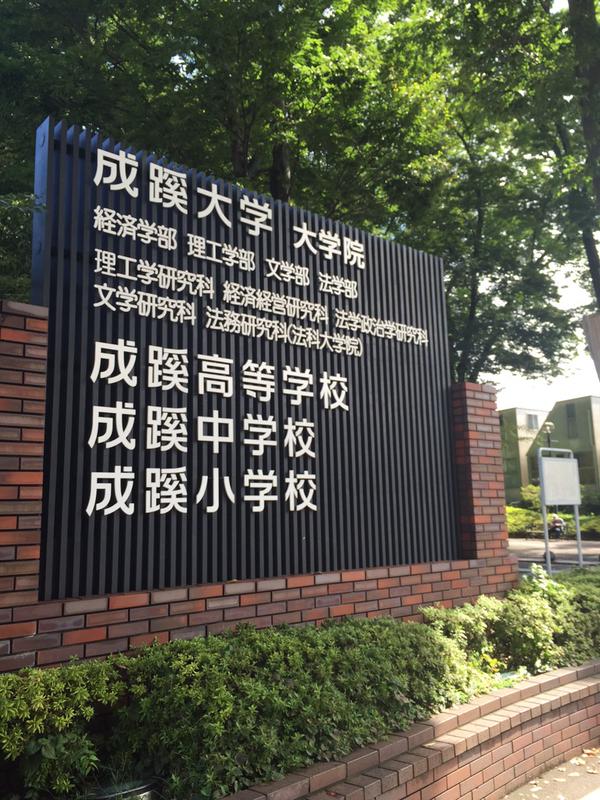 成蹊大学 大学院
経済学部 理工学部 文学部 法学部
理工学研究科 経済経営研究科 法学政治学研究科
文学研究科 法務研究科(法科大学院)
成蹊高等学校
成蹊中学校
成蹊小学校